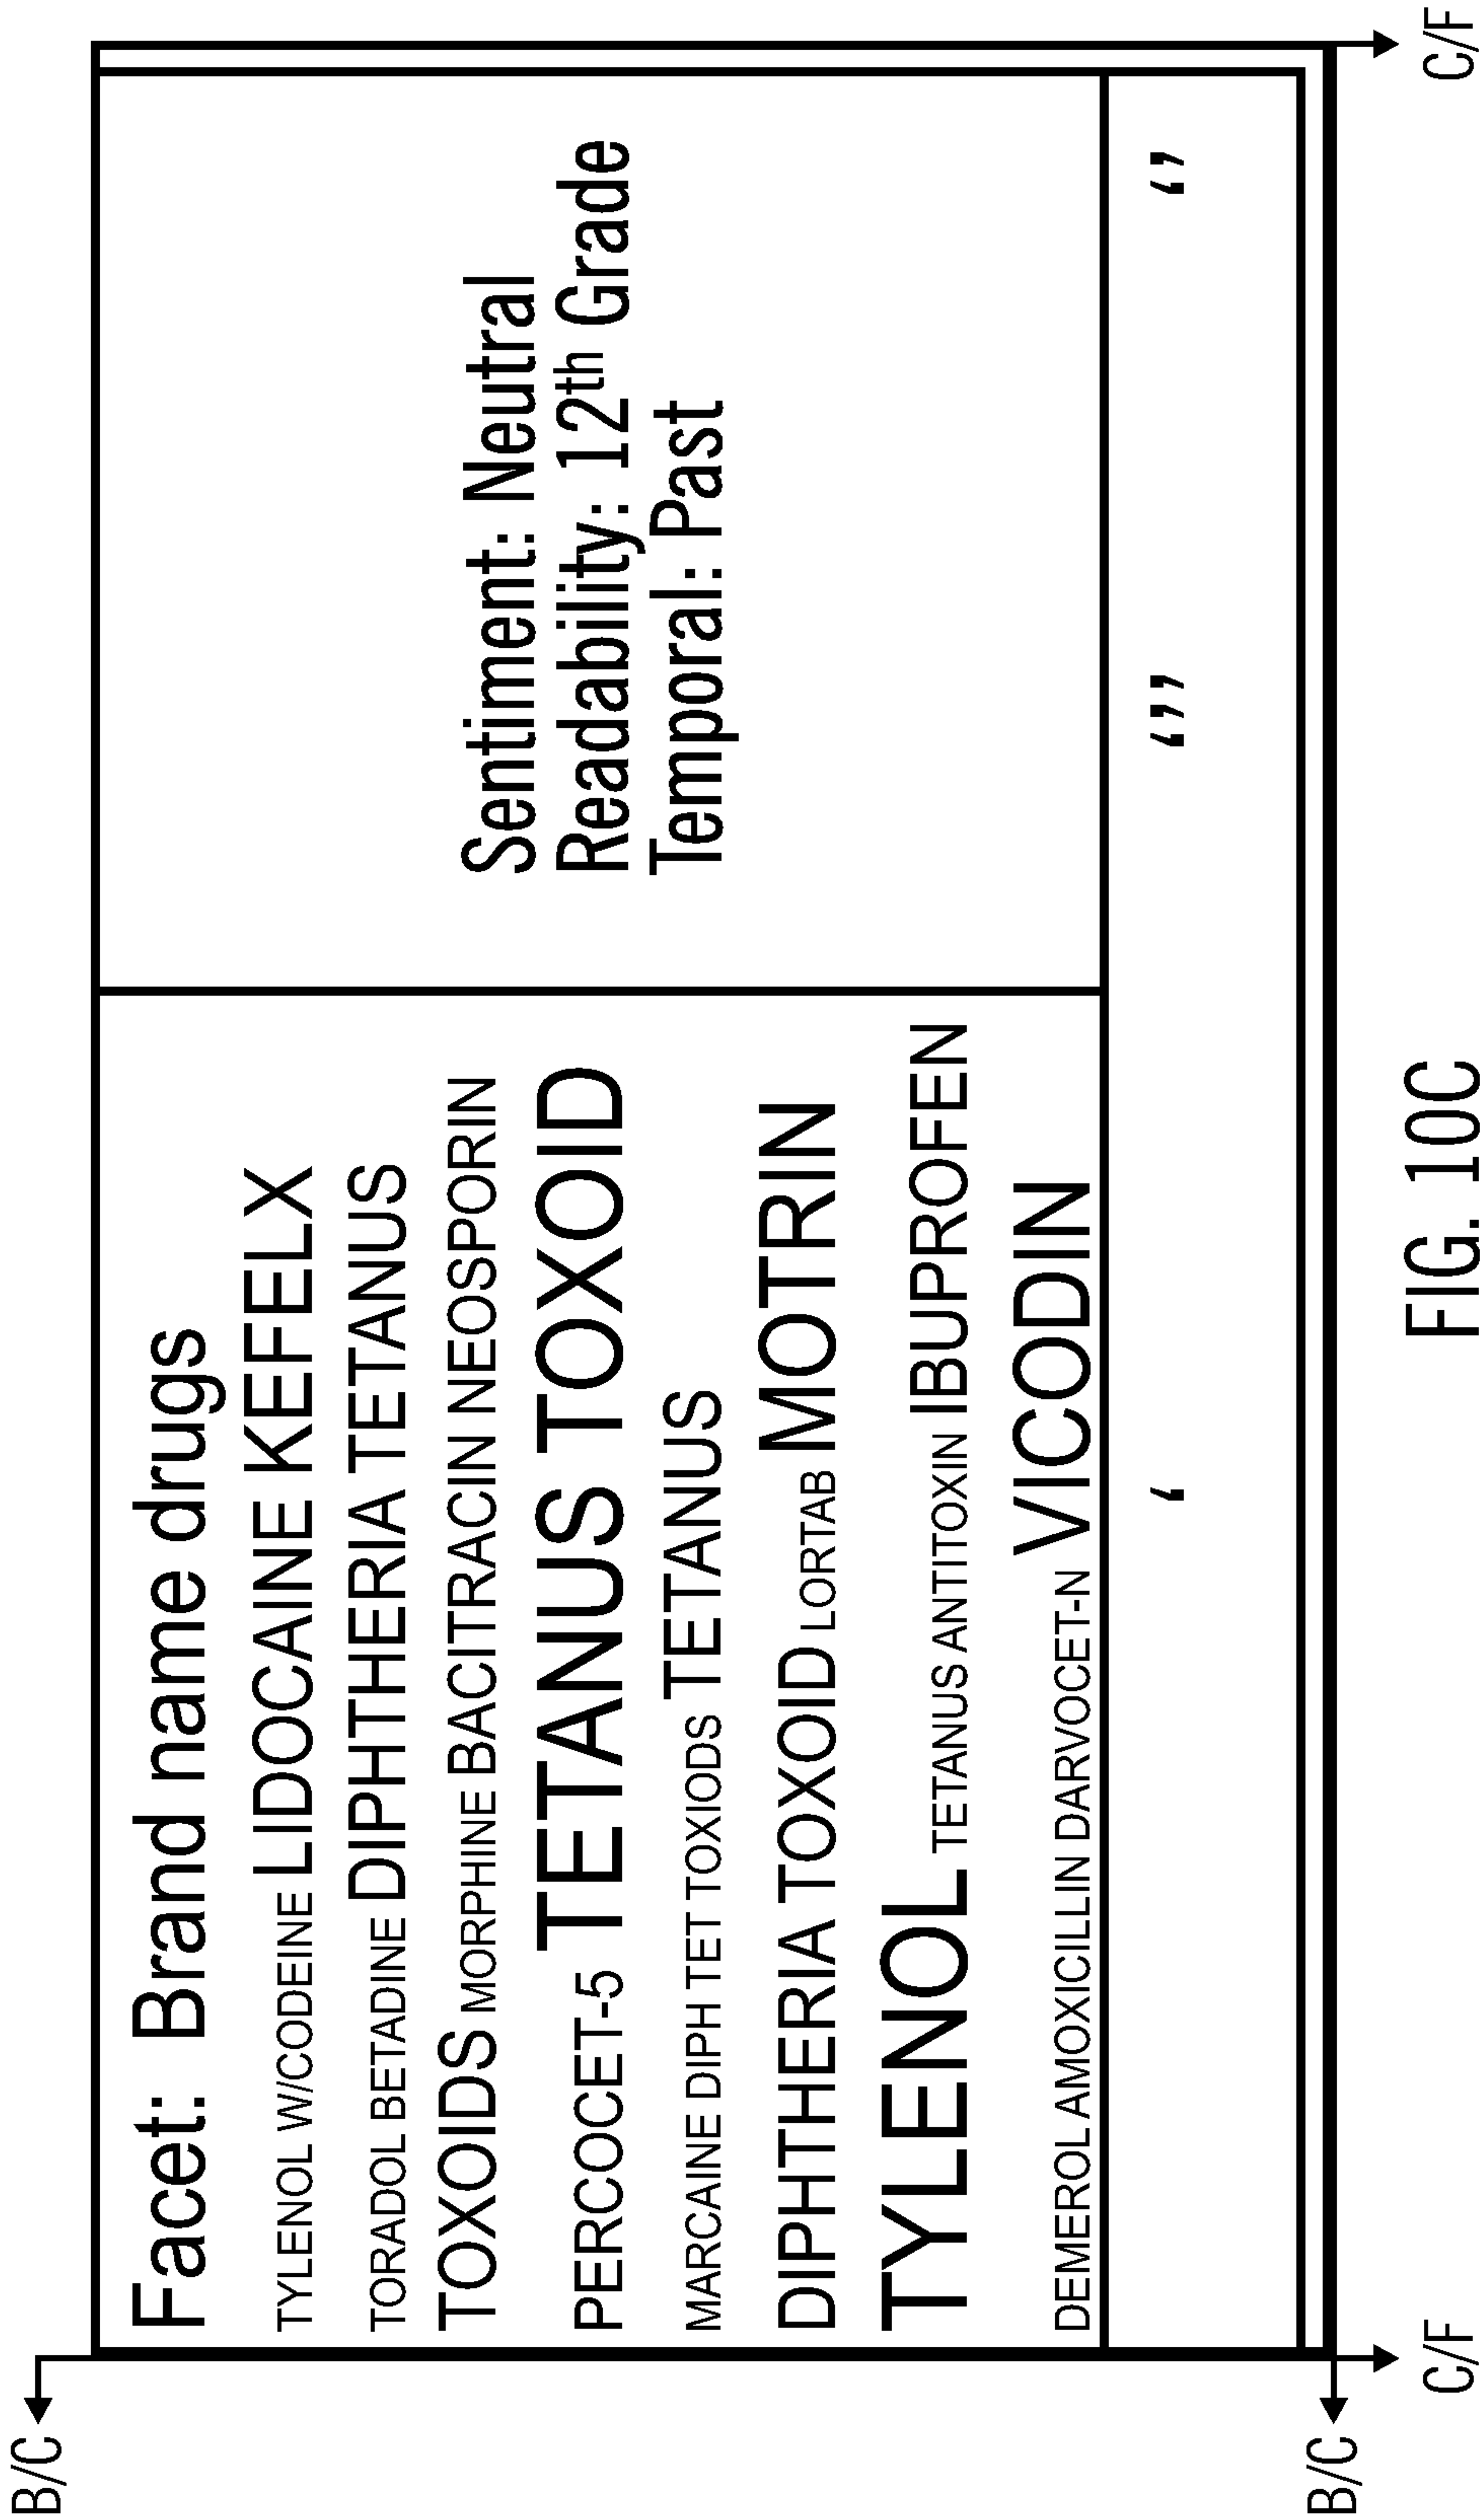 B/C
Facet: Brand name drugs
TYLENOL W/CODEINE LIDOCAINE KEFELX
TORADOL BETADINE DIPHTHERIA TETANUS
TOXOIDS MORPHINE BACITRACIN NEOSPORIN
PERCOCET-5 TETANUS TOXOID
MARCAINE DIPH TET TOXIODS TETANUS
DIPHTHERIA TOXOID LORTAB MOTRIN
TYLENOL TETANUS ANTITOXIN IBUPROFEN
DEMEROL AMOXICILLIN DARVOCET-N VICODIN
Sentiment: Neutral
Readability: 12th Grade
Temporal: Past
‘ ‘’’ ‘’
B/C
C/F
C/F
FIG. 10C